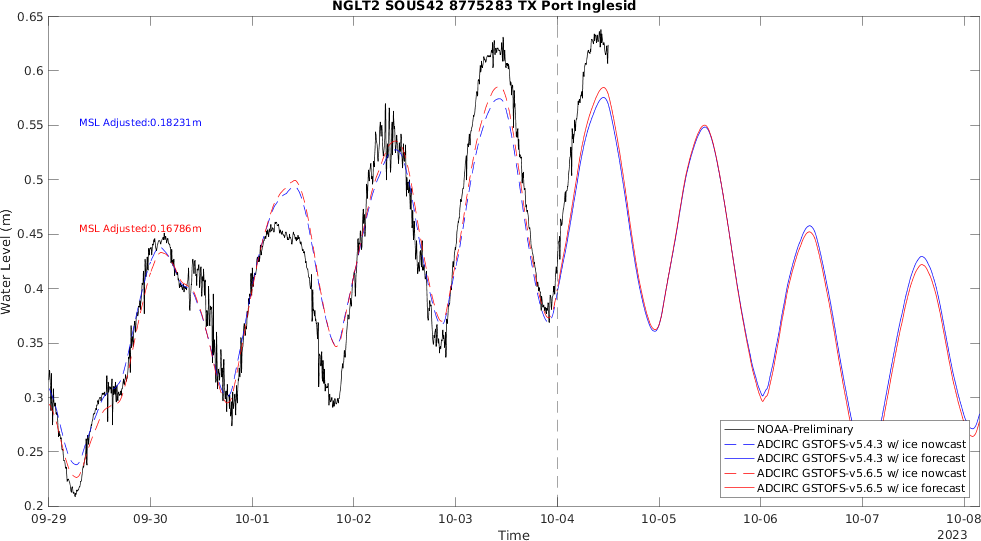 NGLT2 SOUS42 8775283 TX Port Inglesid
0.65
0.6
0.55
0.5
0.45
0.4
0.35
0.3
0.25
0.2
Water Level (m)
MSL Adjusted:0.18231m
MSL Adjusted:0.16786m
NOAA-Preliminary
ADCIRC GSTOFS-v5.4.3 w/ ice nowcast
ADCIRC GSTOFS-v5.4.3 w/ ice forecast
ADCIRC GSTOFS-v5.6.5 w/ ice nowcast
ADCIRC GSTOFS-v5.6.5 w/ ice forecast
09-29 09-30 10-01 10-02 10-03 10-04 10-05 10-06 10-07 10-08
Time
2023